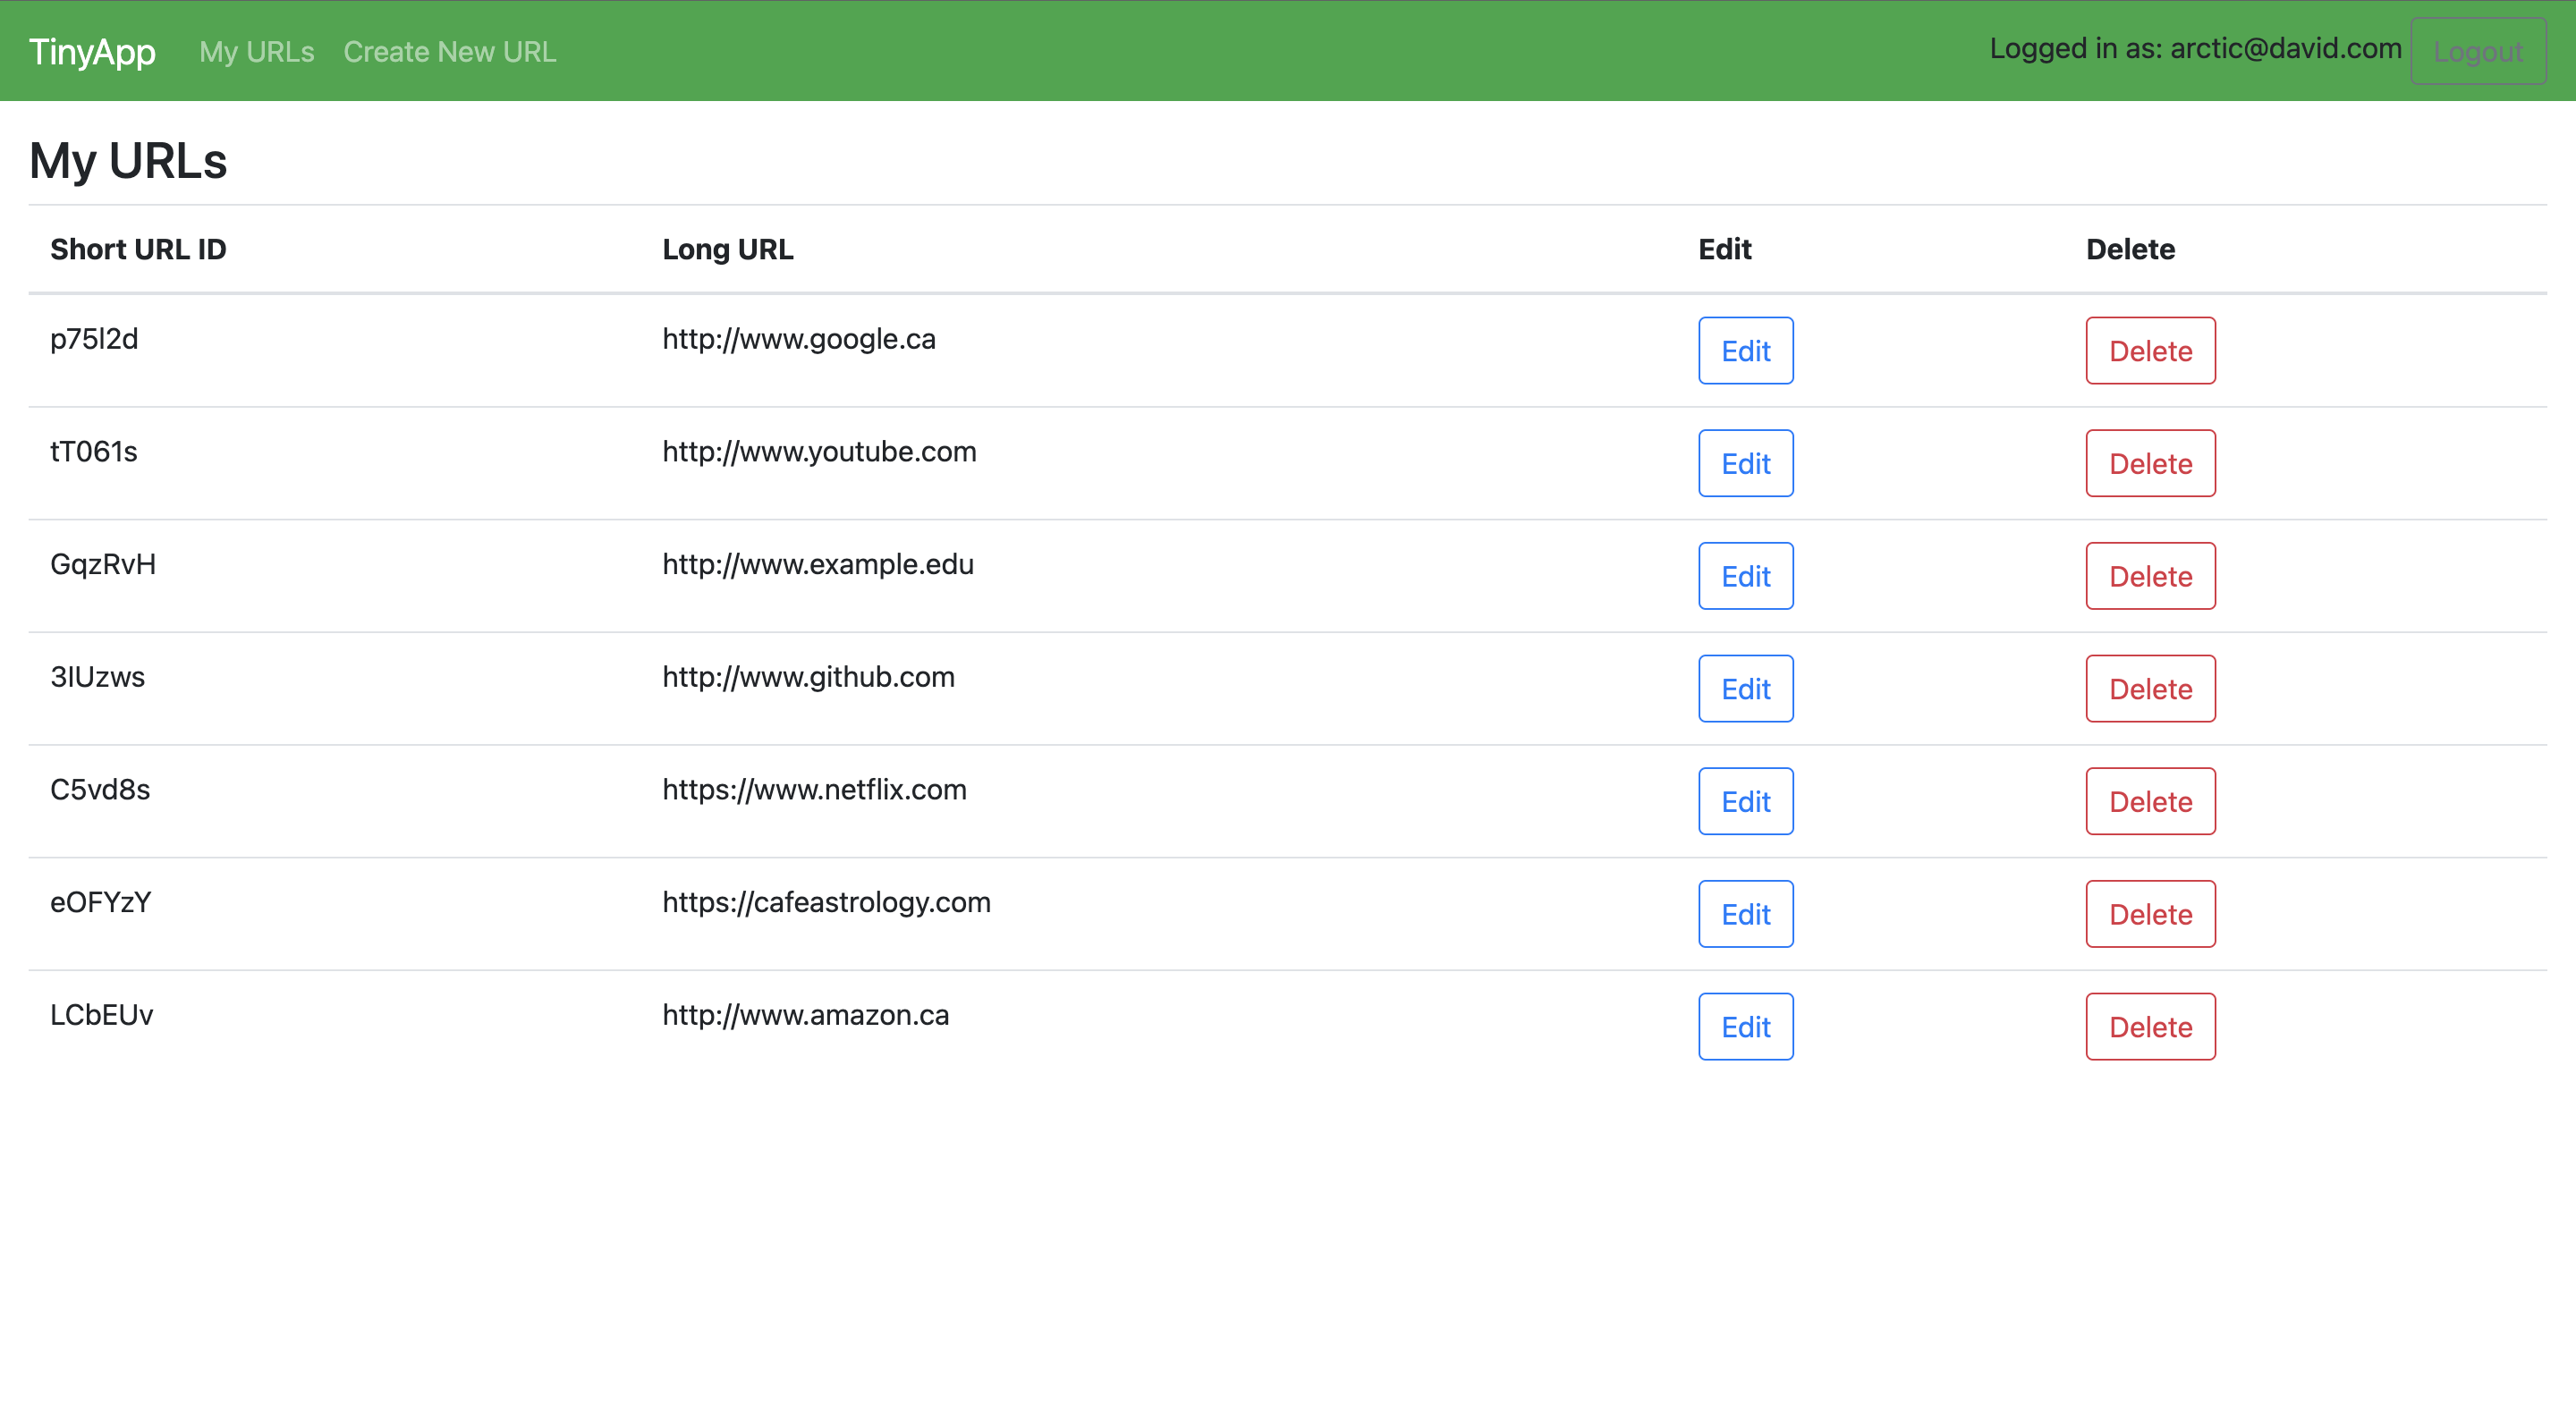 TinyApp My URLs Create New URL Logged in as: arctic@david.com Logout
My URLs
Short URL ID Long URL Edit Delete
p75l2d http://www.google.ca Edit Delete
tT061s http://www.youtube.com Edit Delete
GqzRvH http://www.example.edu Edit Delete
3lUzws http://www.github.com Edit Delete
C5vd8s https://www.netflix.com Edit Delete
eOFYzY https://cafeastrology.com Edit Delete
LCbEUv http://www.amazon.ca Edit Delete